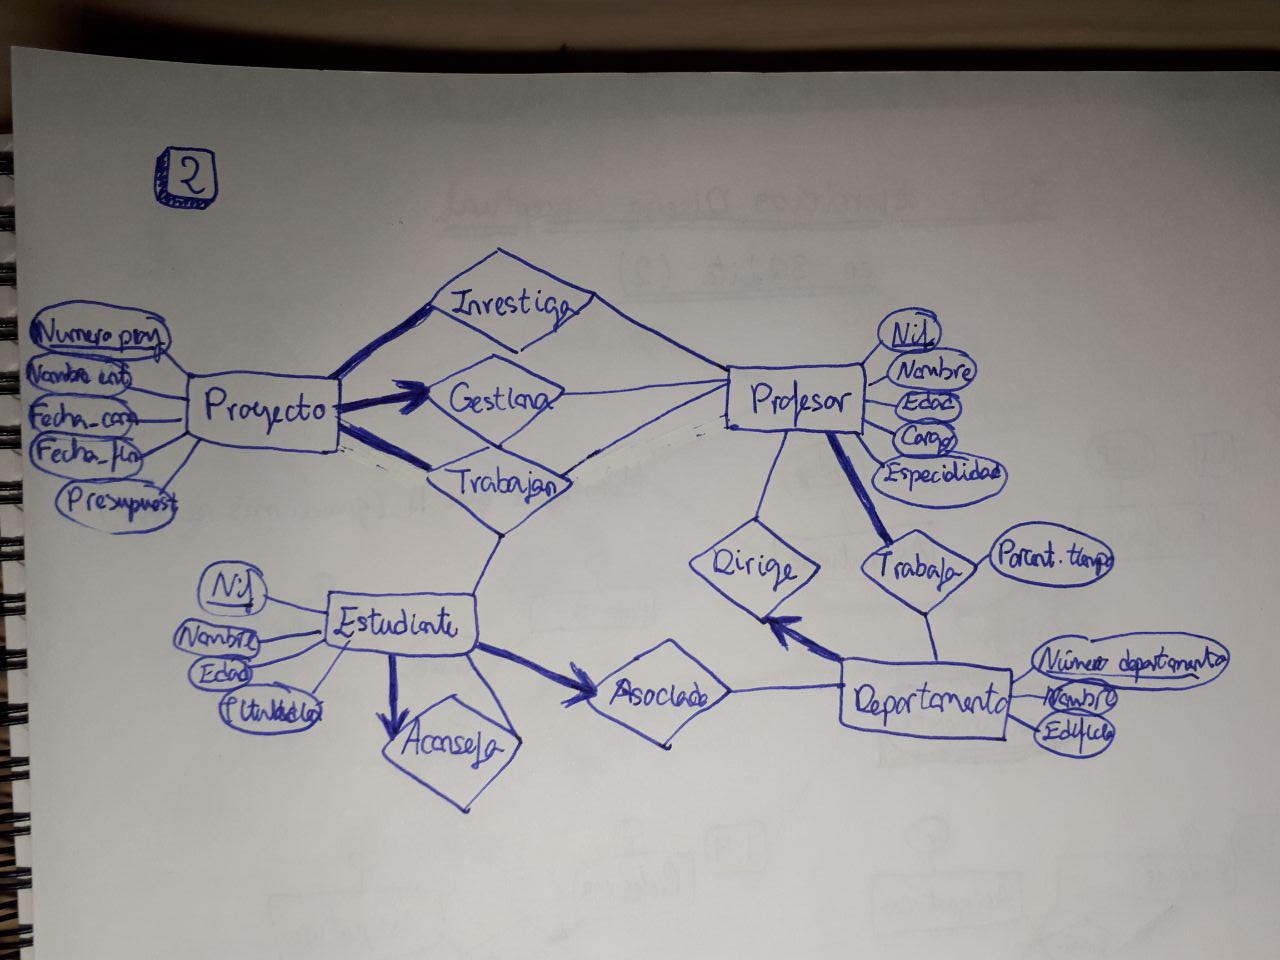 2
Investiga
Numero proy
Nombre ent
Fecha_com
Fecha_fin
Presupuest
Proyecto
Gestiona
Trabajan
Profesor
Nif
Nombre
Edad
Cargo
Especialidad
Dirige
Trabaja
Porcent. tiempo
Nif
Nombre
Edad
Estudiante
Aconseja
Asociado
Departamento
Número departamento
Nombre
Edificio